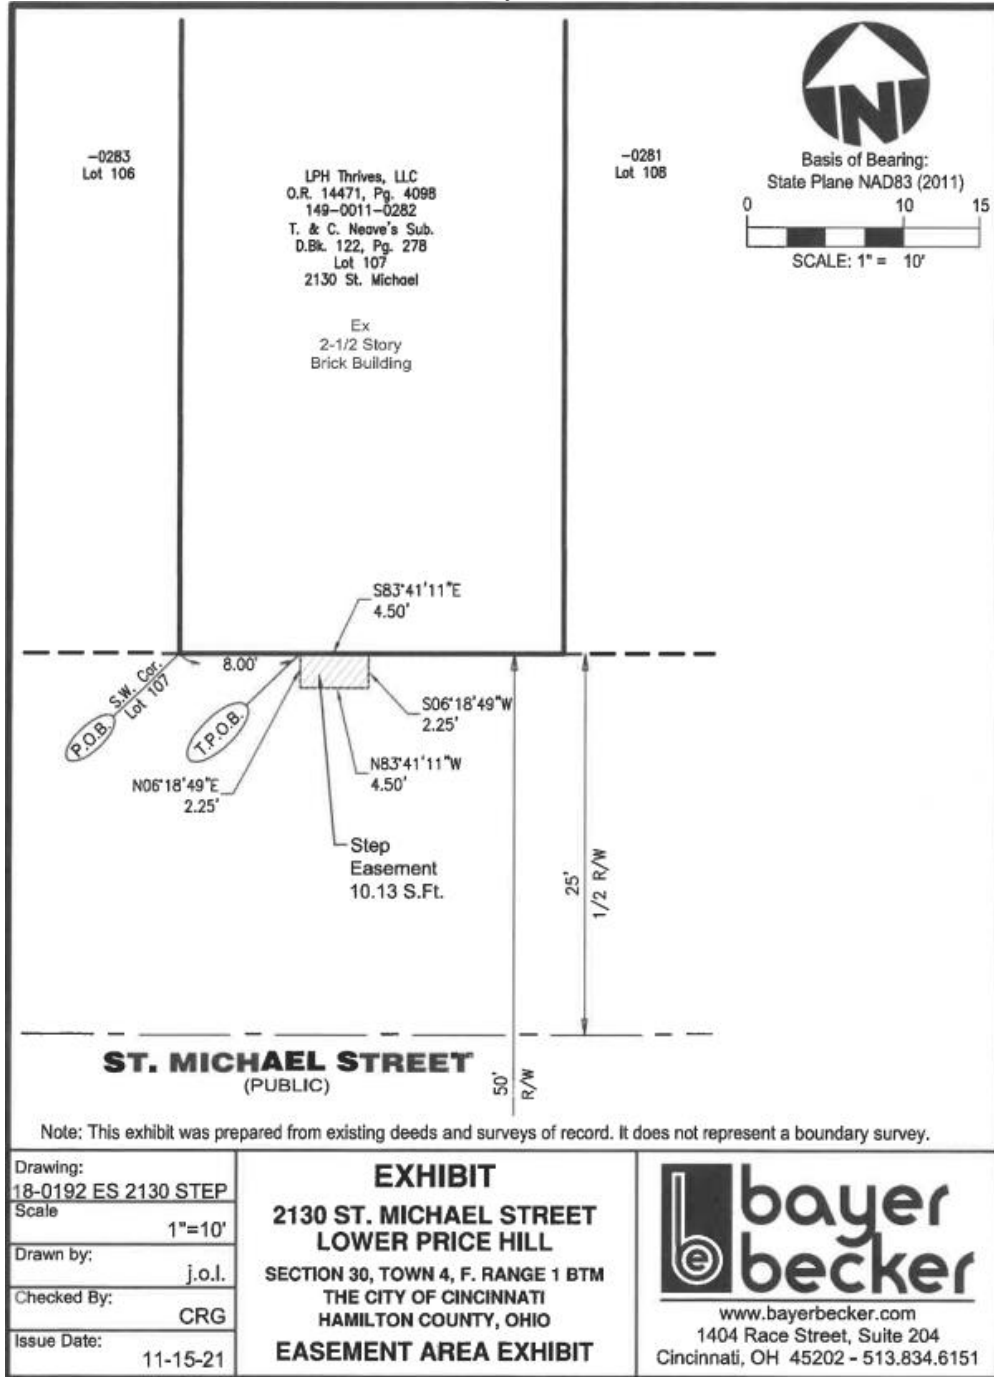 -0283
Lot 106
LPH Thrives, LLC
O.R. 14471, Pg. 4098
149-0011-0282
T. & C. Neave's Sub.
D.Bk. 122, Pg. 278
Lot 107
2130 St. Michael
Ex
2-1/2 Story
Brick Building
-0281
Lot 108
N
Basis of Bearing:
State Plane NAD83 (2011)
0 10 15
SCALE: 1" = 10'
S83°41'11"E
4.50'
8.00'
S.W. Cor.
Lot 107
P.O.B.
T.P.O.B.
S06°18'49"W
2.25'
N83°41'11"W
4.50'
N06°18'49"E
2.25'
Step
Easement
10.13 S.Ft.
25'
1/2 R/W
50'
R/W
ST. MICHAEL STREET
(PUBLIC)
Note: This exhibit was prepared from existing deeds and surveys of record. It does not represent a boundary survey.
Drawing:
18-0192 ES 2130 STEP
Scale
1"=10'
Drawn by:
j.o.l.
Checked By:
CRG
Issue Date:
11-15-21
EXHIBIT
2130 ST. MICHAEL STREET
LOWER PRICE HILL
SECTION 30, TOWN 4, F. RANGE 1 BTM
THE CITY OF CINCINNATI
HAMILTON COUNTY, OHIO
EASEMENT AREA EXHIBIT
be
bayer
becker
www.bayerbecker.com
1404 Race Street, Suite 204
Cincinnati, OH 45202 - 513.834.6151